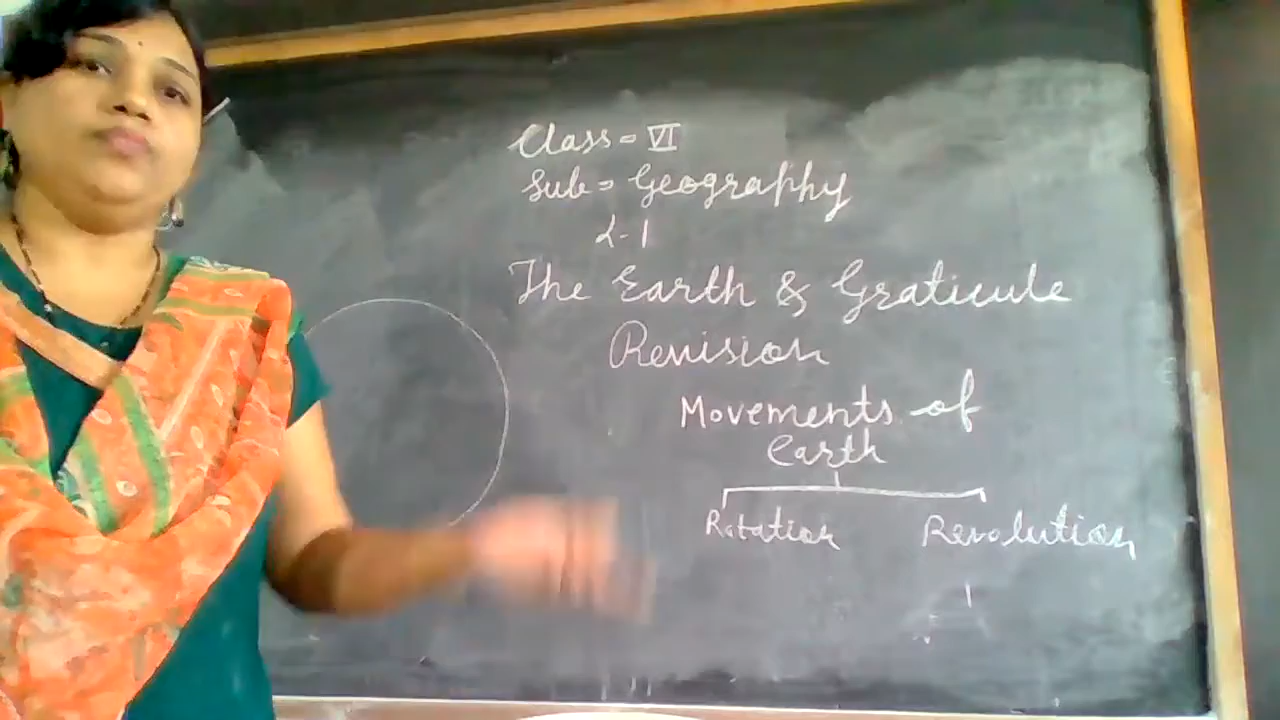 Class = VI
Sub = Geography
L-1
The Earth & Graticule
Revision
Movements of
Earth
Rotation Revolution